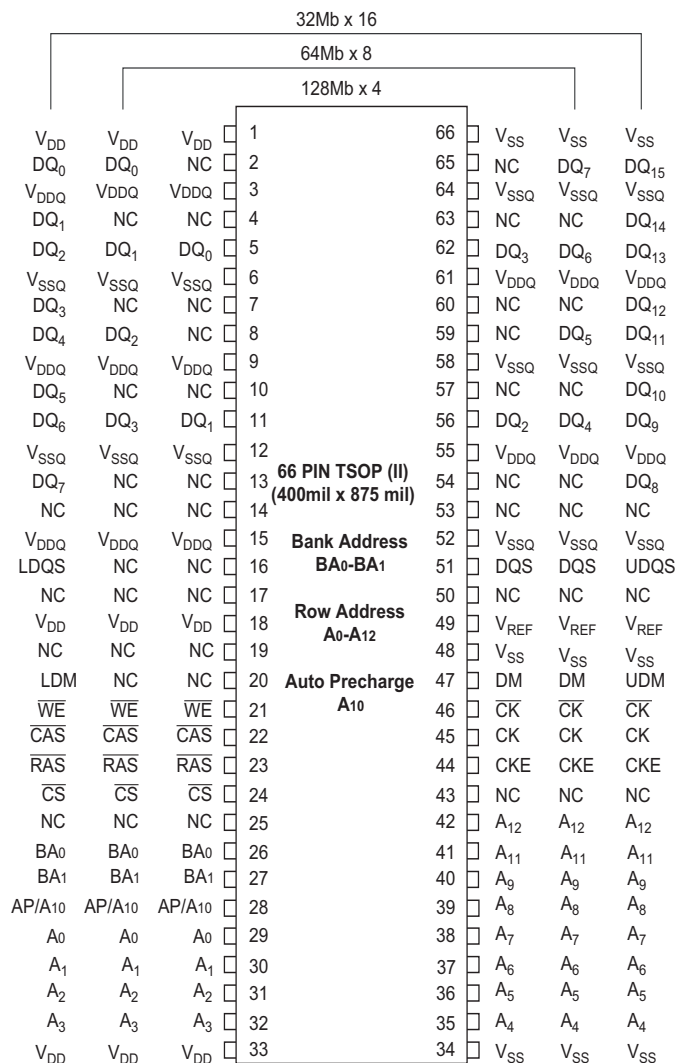 32Mb x 16
64Mb x 8
128Mb x 4
VDD VDD VDD 1 66 VSS VSS VSS
DQ0 DQ0 NC 2 65 NC DQ7 DQ15
VDDQ VDDQ VDDQ 3 64 VSSQ VSSQ VSSQ
DQ1 NC NC 4 63 NC NC DQ14
DQ2 DQ1 DQ0 5 62 DQ3 DQ6 DQ13
VSSQ VSSQ VSSQ 6 61 VDDQ VDDQ VDDQ
DQ3 NC NC 7 60 NC NC DQ12
DQ4 DQ2 NC 8 59 NC DQ5 DQ11
VDDQ VDDQ VDDQ 9 58 VSSQ VSSQ VSSQ
DQ5 NC NC 10 57 NC NC DQ10
DQ6 DQ3 DQ1 11 56 DQ2 DQ4 DQ9
VSSQ VSSQ VSSQ 12 55 VDDQ VDDQ VDDQ
66 PIN TSOP (II)
DQ7 NC NC 13 54 NC NC DQ8
(400mil x 875 mil)
NC NC NC 14 53 NC NC NC
VDDQ VDDQ VDDQ 15 Bank Address 52 VSSQ VSSQ VSSQ
LDQS NC NC 16 BA0-BA1 51 DQS DQS UDQS
NC NC NC 17 50 NC NC NC
Row Address
VDD VDD VDD 18 49 VREF VREF VREF
A0-A12
NC NC NC 19 48 VSS VSS VSS
LDM NC NC 20 Auto Precharge 47 DM DM UDM
WE WE WE 21 A10 46 CK CK CK
CAS CAS CAS 22 45 CK CK CK
RAS RAS RAS 23 44 CKE CKE CKE
CS CS CS 24 43 NC NC NC
NC NC NC 25 42 A12 A12 A12
BA0 BA0 BA0 26 41 A11 A11 A11
BA1 BA1 BA1 27 40 A9 A9 A9
AP/A10 AP/A10 AP/A10 28 39 A8 A8 A8
A0 A0 A0 29 38 A7 A7 A7
A1 A1 A1 30 37 A6 A6 A6
A2 A2 A2 31 36 A5 A5 A5
A3 A3 A3 32 35 A4 A4 A4
VDD VDD VDD 33 34 VSS VSS VSS